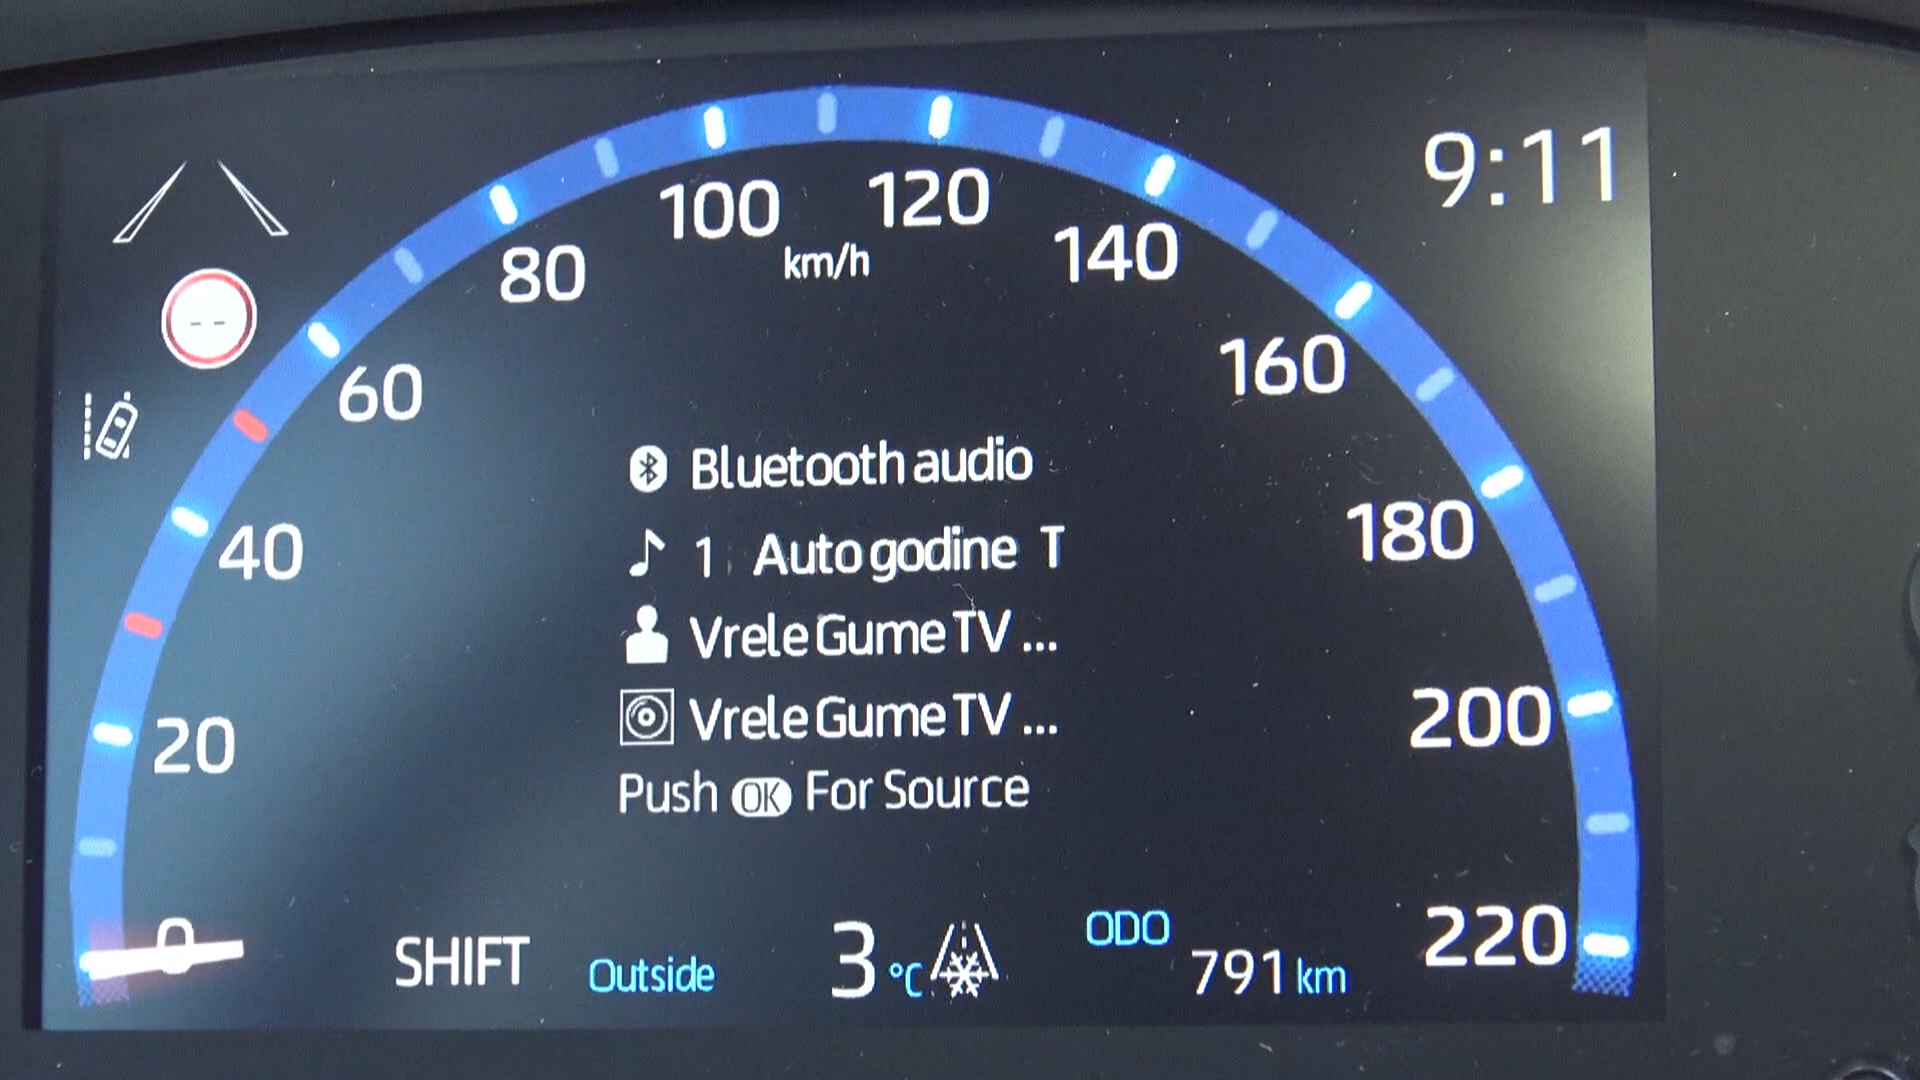 9:11
100
120
80
km/h
140
60
160
Bluetooth audio
180
40
1 Auto godine T
Vrele Gume TV ...
20
Vrele Gume TV ...
200
Push OK For Source
0
SHIFT
Outside
3 °C
ODO
791 km
220